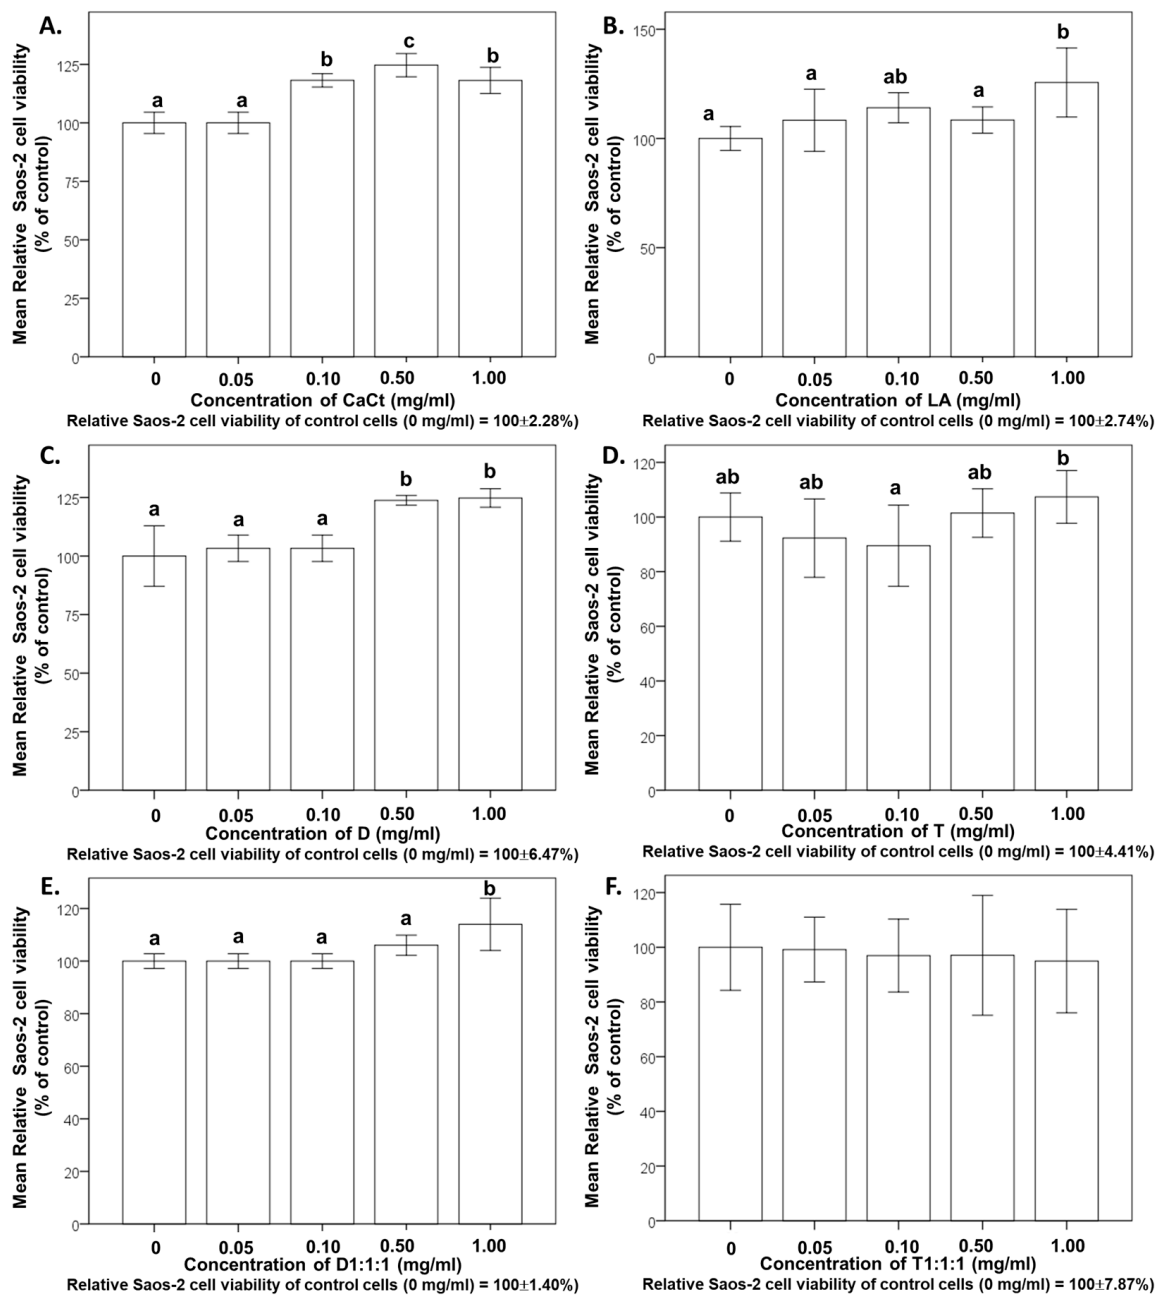 A.
Mean Relative Saos-2 cell viability
(% of control)
125
100
75
50
25
0
a
a
b
c
b
0 0.05 0.10 0.50 1.00
Concentration of CaCt (mg/ml)
Relative Saos-2 cell viability of control cells (0 mg/ml) = 100±2.28%)
B.
Mean Relative Saos-2 cell viability
(% of control)
150
100
50
0
a
a
ab
a
b
0 0.05 0.10 0.50 1.00
Concentration of LA (mg/ml)
Relative Saos-2 cell viability of control cells (0 mg/ml) = 100±2.74%)
C.
Mean Relative Saos-2 cell viability
(% of control)
125
100
75
50
25
0
a
a
a
b
b
0 0.05 0.10 0.50 1.00
Concentration of D (mg/ml)
Relative Saos-2 cell viability of control cells (0 mg/ml) = 100±6.47%)
D.
Mean Relative Saos-2 cell viability
(% of control)
120
100
80
60
40
20
0
ab
ab
a
ab
b
0 0.05 0.10 0.50 1.00
Concentration of T (mg/ml)
Relative Saos-2 cell viability of control cells (0 mg/ml) = 100±4.41%)
E.
Mean Relative Saos-2 cell viability
(% of control)
120
100
80
60
40
20
0
a
a
a
a
b
0 0.05 0.10 0.50 1.00
Concentration of D1:1:1 (mg/ml)
Relative Saos-2 cell viability of control cells (0 mg/ml) = 100±1.40%)
F.
Mean Relative Saos-2 cell viability
(% of control)
120
100
80
60
40
20
0
0 0.05 0.10 0.50 1.00
Concentration of T1:1:1 (mg/ml)
Relative Saos-2 cell viability of control cells (0 mg/ml) = 100±7.87%)